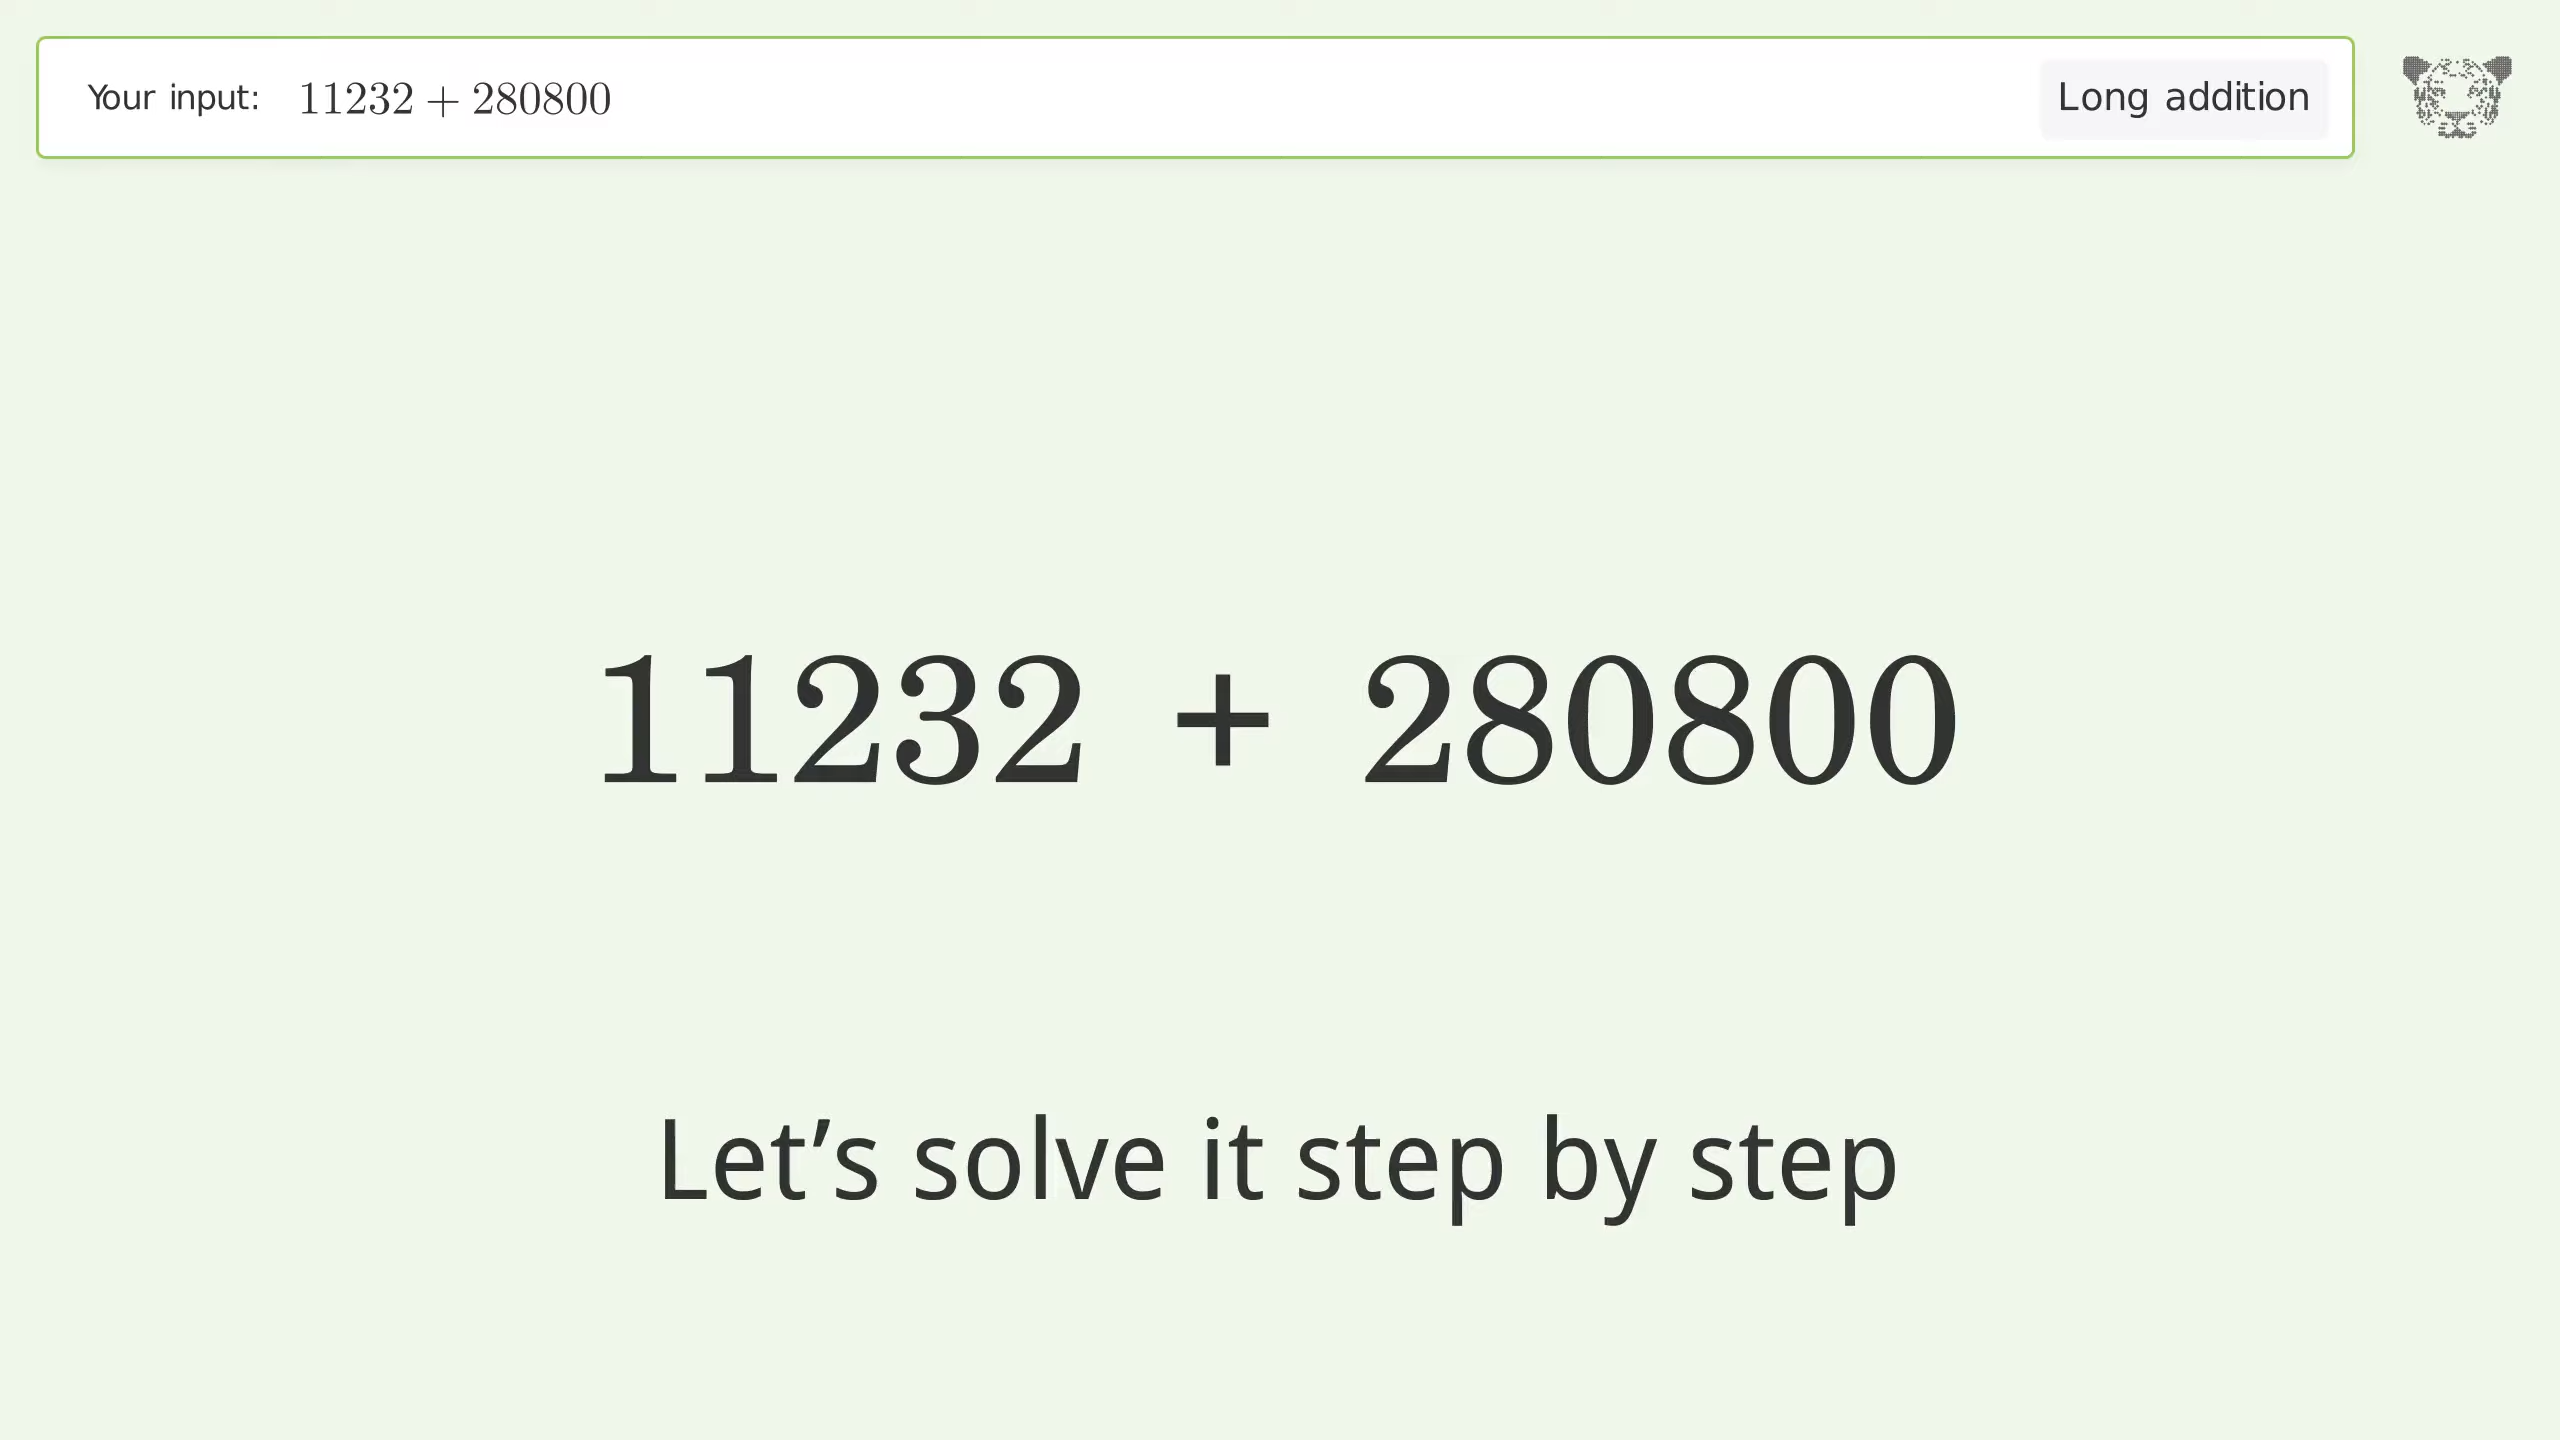 Your input: 11232 + 280800 Long addition
11232 + 280800
Let’s solve it step by step